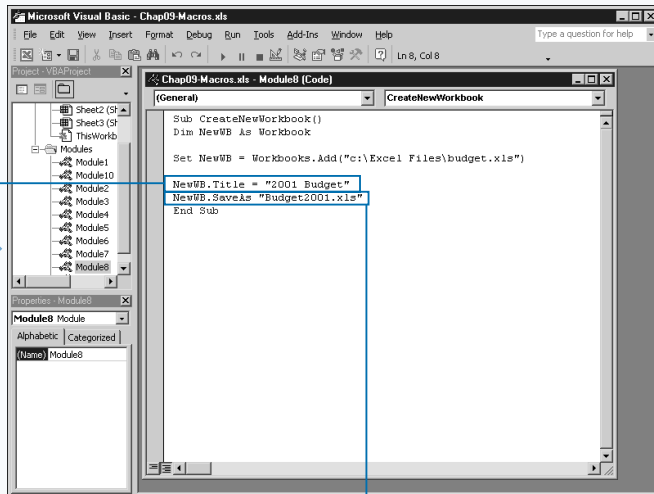 Microsoft Visual Basic - Chap09-Macros.xls
File Edit View Insert Format Debug Run Tools Add-Ins Window Help
Type a question for help
Ln 8, Col 8
Project - VBAProject
Sheet2 (Sh
Sheet3 (Sh
ThisWorkb
Modules
Module1
Module10
Module2
Module3
Module4
Module5
Module6
Module7
Module8
Properties - Module8
Module8 Module
Alphabetic Categorized
(Name) Module8
Chap09-Macros.xls - Module8 (Code)
(General) CreateNewWorkbook
Sub CreateNewWorkbook()
Dim NewWB As Workbook
Set NewWB = Workbooks.Add("c:\Excel Files\budget.xls")
NewWB.Title = "2001 Budget"
NewWB.SaveAs "Budget2001.xls"
End Sub